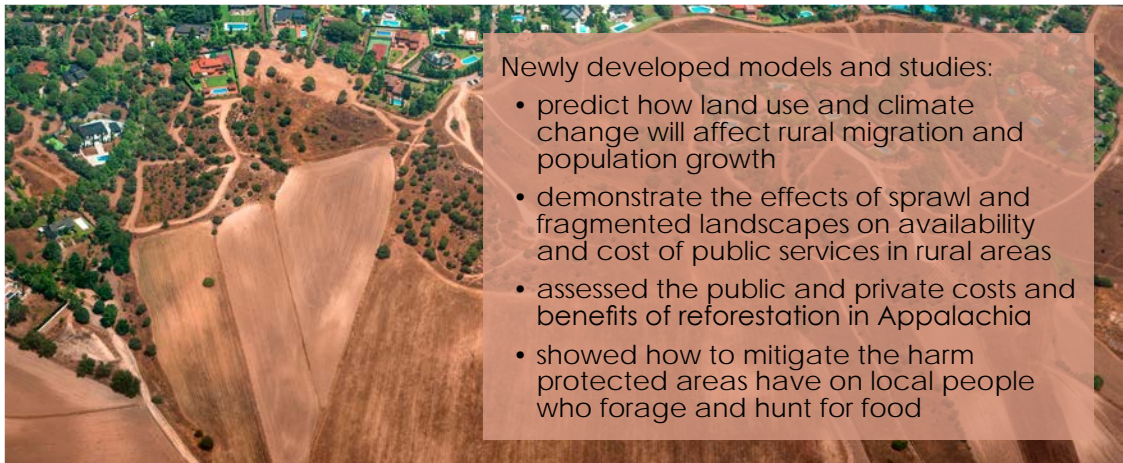 Newly developed models and studies:
• predict how land use and climate
change will affect rural migration and
population growth
• demonstrate the effects of sprawl and
fragmented landscapes on availability
and cost of public services in rural areas
• assessed the public and private costs and
benefits of reforestation in Appalachia
• showed how to mitigate the harm
protected areas have on local people
who forage and hunt for food